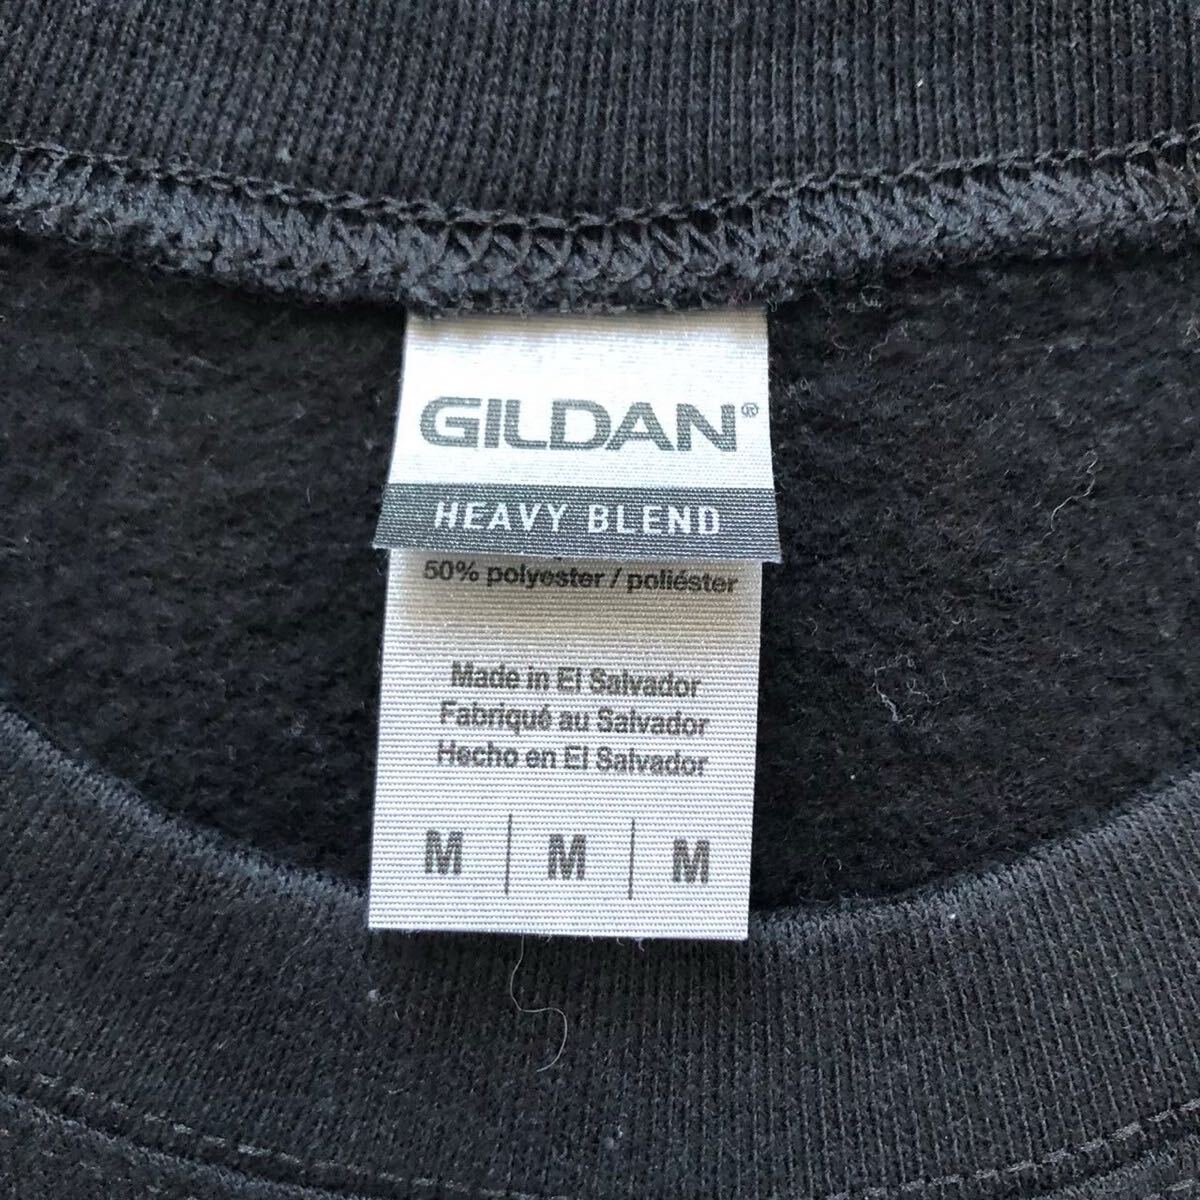 GILDAN®
HEAVY BLEND
50% polyester / poliéster
Made in El Salvador
Fabriqué au Salvador
Hecho en El Salvador
M | M | M